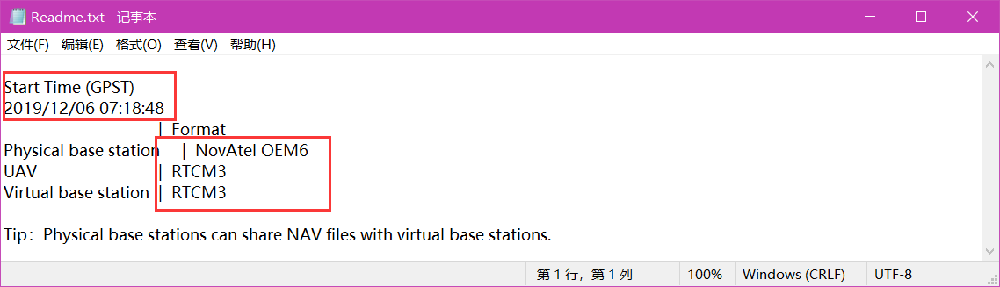 Readme.txt - 记事本
文件(F) 编辑(E) 格式(O) 查看(V) 帮助(H)
Start Time (GPST)
2019/12/06 07:18:48
| Format
Physical base station | NovAtel OEM6
UAV | RTCM3
Virtual base station | RTCM3
Tip：Physical base stations can share NAV files with virtual base stations.
第 1 行，第 1 列 100% Windows (CRLF) UTF-8